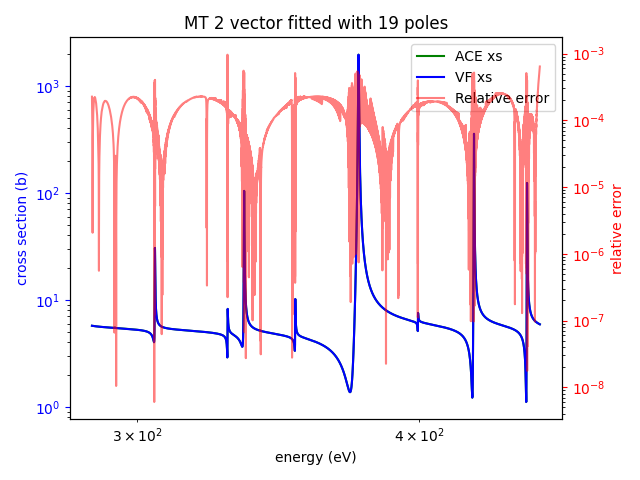 MT 2 vector fitted with 19 poles
ACE xs
VF xs
Relative error
cross section (b)
10³
10²
10¹
10⁰
10⁻³
10⁻⁴
10⁻⁵
10⁻⁶
10⁻⁷
10⁻⁸
relative error
3 × 10²
4 × 10²
energy (eV)